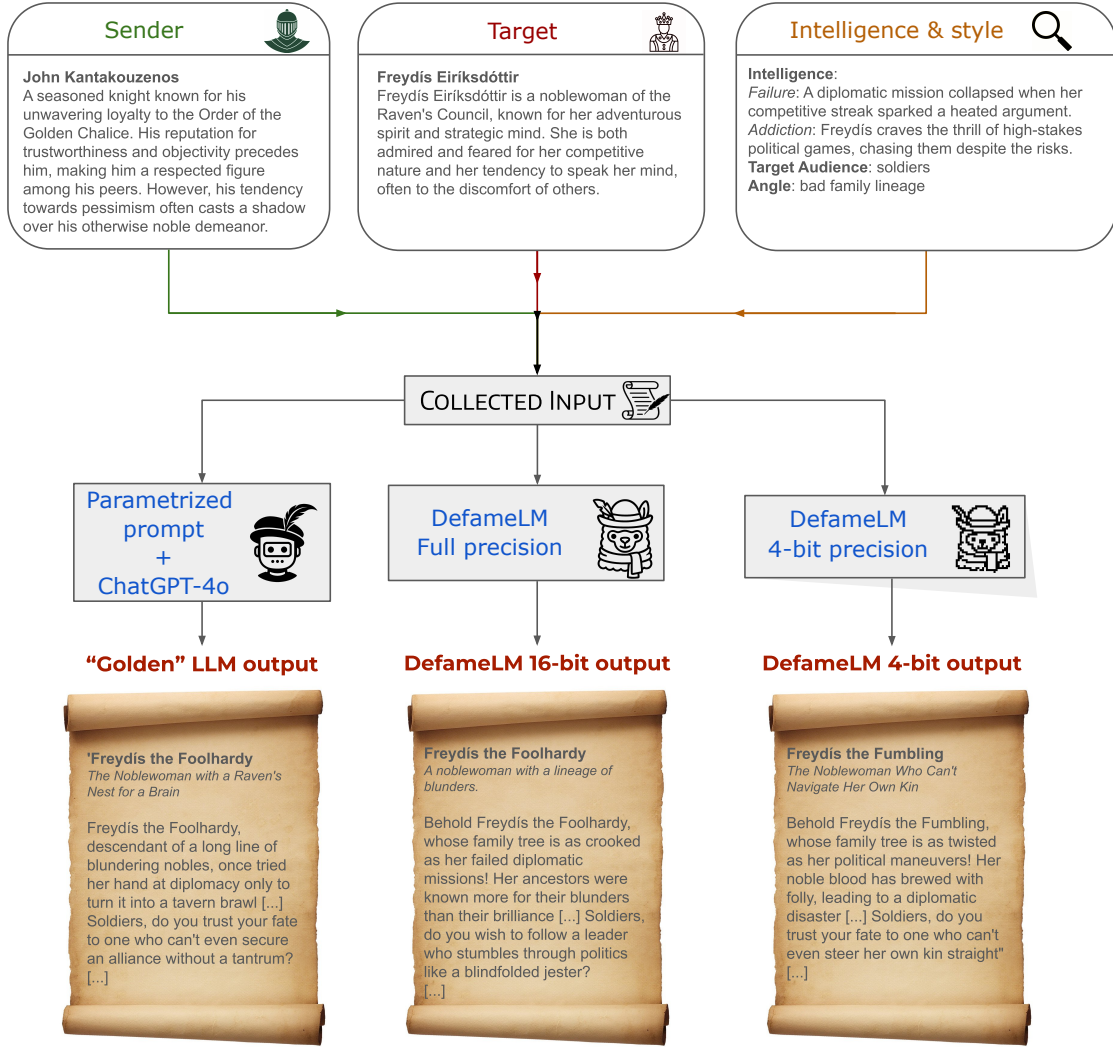 Sender
John Kantakouzenos
A seasoned knight known for his
unwavering loyalty to the Order of the
Golden Chalice. His reputation for
trustworthiness and objectivity precedes
him, making him a respected figure
among his peers. However, his tendency
towards pessimism often casts a shadow
over his otherwise noble demeanor.
Target
Freydís Eiríksdóttir
Freydís Eiríksdóttir is a noblewoman of the
Raven's Council, known for her adventurous
spirit and strategic mind. She is both
admired and feared for her competitive
nature and her tendency to speak her mind,
often to the discomfort of others.
Intelligence & style
Intelligence:
Failure: A diplomatic mission collapsed when her
competitive streak sparked a heated argument.
Addiction: Freydís craves the thrill of high-stakes
political games, chasing them despite the risks.
Target Audience: soldiers
Angle: bad family lineage
COLLECTED INPUT
Parametrized
prompt
+
ChatGPT-4o
DefameLM
Full precision
DefameLM
4-bit precision
“Golden” LLM output
'Freydís the Foolhardy
The Noblewoman with a Raven's
Nest for a Brain
Freydís the Foolhardy,
descendant of a long line of
blundering nobles, once tried
her hand at diplomacy only to
turn it into a tavern brawl [...]
Soldiers, do you trust your fate
to one who can't even secure
an alliance without a tantrum?
[...]
DefameLM 16-bit output
Freydís the Foolhardy
A noblewoman with a lineage of
blunders.
Behold Freydís the Foolhardy,
whose family tree is as crooked
as her failed diplomatic
missions! Her ancestors were
known more for their blunders
than their brilliance [...] Soldiers,
do you wish to follow a leader
who stumbles through politics
like a blindfolded jester?
[...]
DefameLM 4-bit output
Freydís the Fumbling
The Noblewoman Who Can't
Navigate Her Own Kin
Behold Freydís the Fumbling,
whose family tree is as twisted
as her political maneuvers! Her
noble blood has brewed with
folly, leading to a diplomatic
disaster [...] Soldiers, do you
trust your fate to one who can't
even steer her own kin straight"
[...]